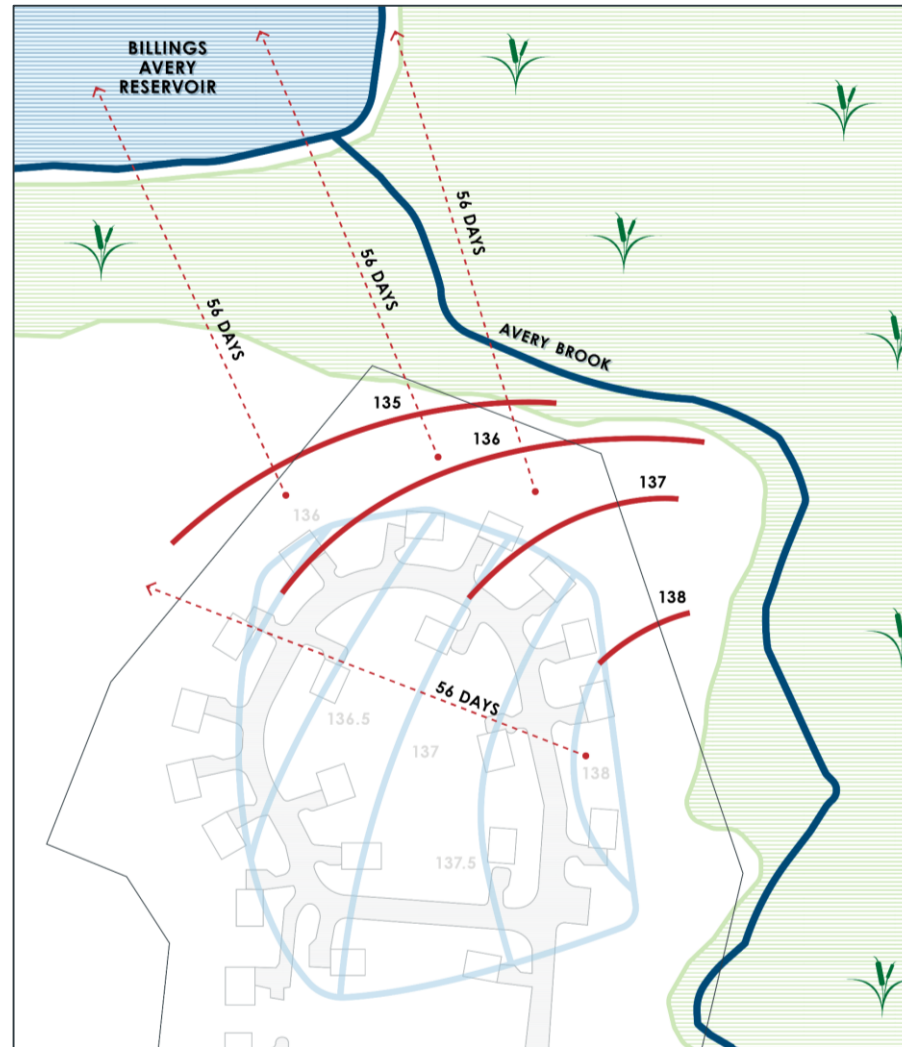 BILLINGS
AVERY
RESERVOIR
56 DAYS
56 DAYS
56 DAYS
AVERY BROOK
135
136
137
136
138
56 DAYS
136.5
137
138
137.5